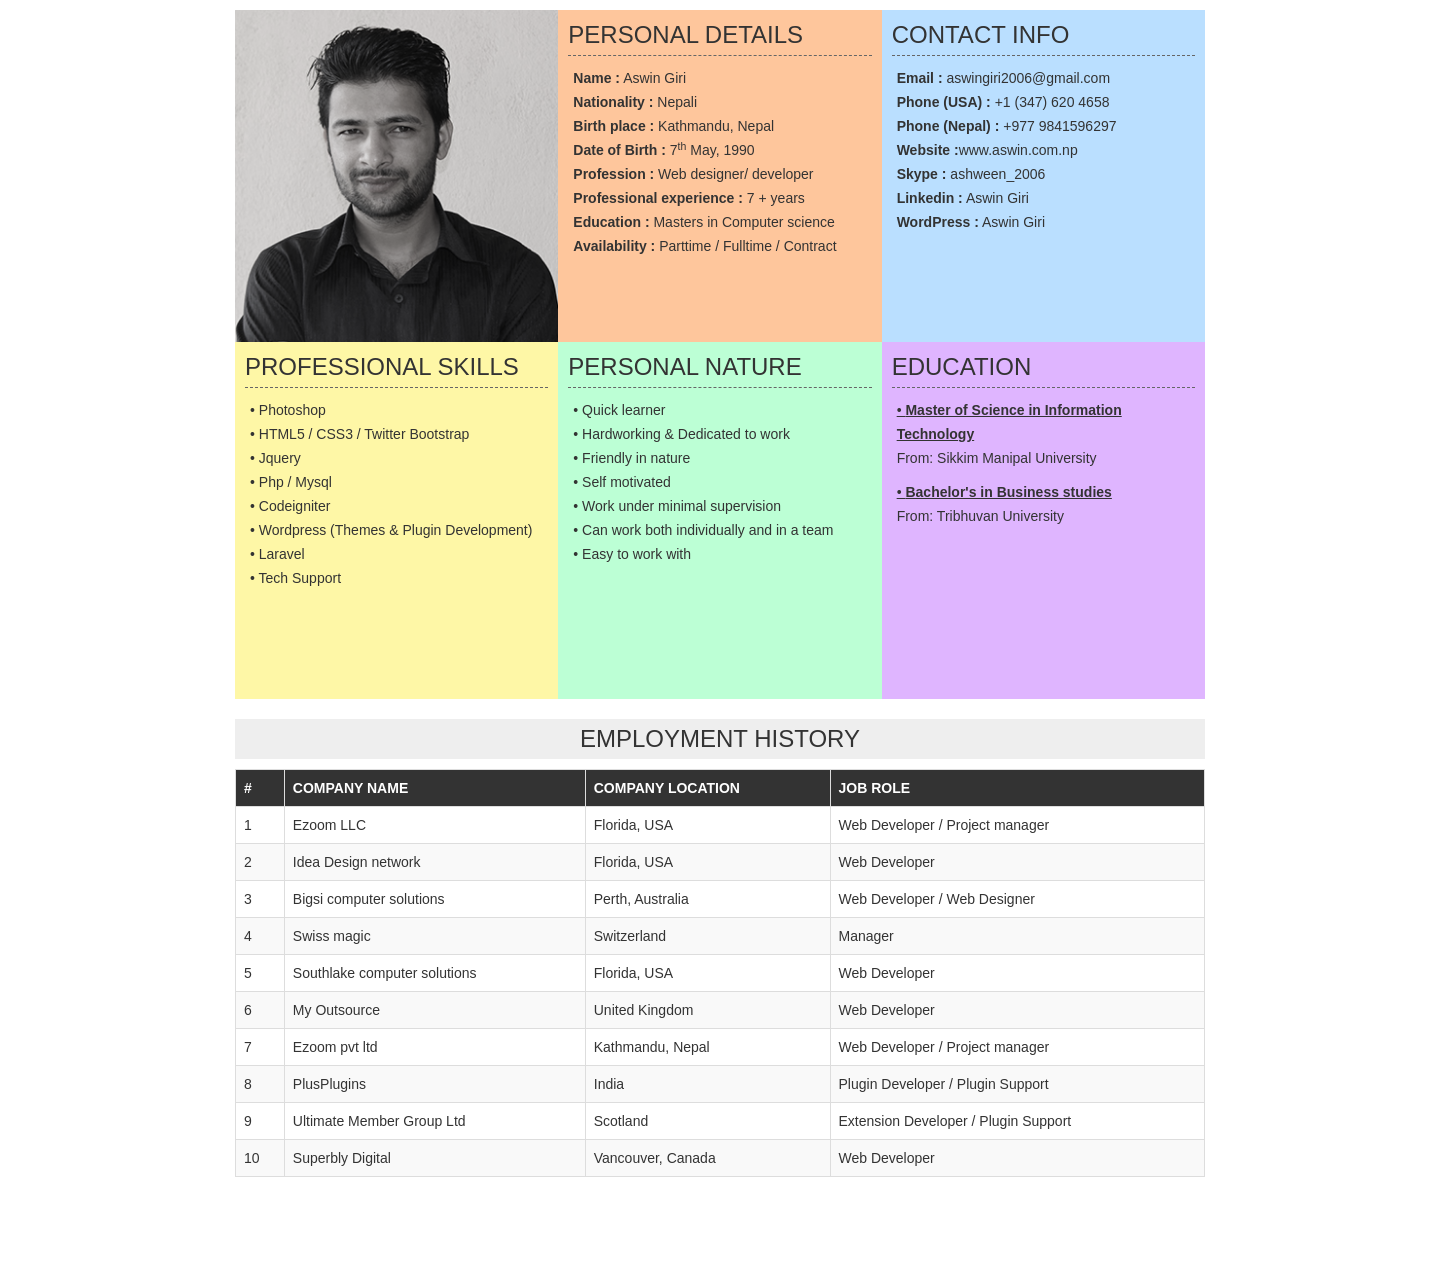 PERSONAL DETAILS
Name : Aswin Giri
Nationality : Nepali
Birth place : Kathmandu, Nepal
Date of Birth : 7th May, 1990
Profession : Web designer/ developer
Professional experience : 7 + years
Education : Masters in Computer science
Availability : Parttime / Fulltime / Contract
CONTACT INFO
Email : aswingiri2006@gmail.com
Phone (USA) : +1 (347) 620 4658
Phone (Nepal) : +977 9841596297
Website :www.aswin.com.np
Skype : ashween_2006
Linkedin : Aswin Giri
WordPress : Aswin Giri
PROFESSIONAL SKILLS
• Photoshop
• HTML5 / CSS3 / Twitter Bootstrap
• Jquery
• Php / Mysql
• Codeigniter
• Wordpress (Themes & Plugin Development)
• Laravel
• Tech Support
PERSONAL NATURE
• Quick learner
• Hardworking & Dedicated to work
• Friendly in nature
• Self motivated
• Work under minimal supervision
• Can work both individually and in a team
• Easy to work with
EDUCATION
• Master of Science in Information
Technology
From: Sikkim Manipal University
• Bachelor's in Business studies
From: Tribhuvan University
EMPLOYMENT HISTORY
# COMPANY NAME COMPANY LOCATION JOB ROLE
1 Ezoom LLC Florida, USA Web Developer / Project manager
2 Idea Design network Florida, USA Web Developer
3 Bigsi computer solutions Perth, Australia Web Developer / Web Designer
4 Swiss magic Switzerland Manager
5 Southlake computer solutions Florida, USA Web Developer
6 My Outsource United Kingdom Web Developer
7 Ezoom pvt ltd Kathmandu, Nepal Web Developer / Project manager
8 PlusPlugins India Plugin Developer / Plugin Support
9 Ultimate Member Group Ltd Scotland Extension Developer / Plugin Support
10 Superbly Digital Vancouver, Canada Web Developer